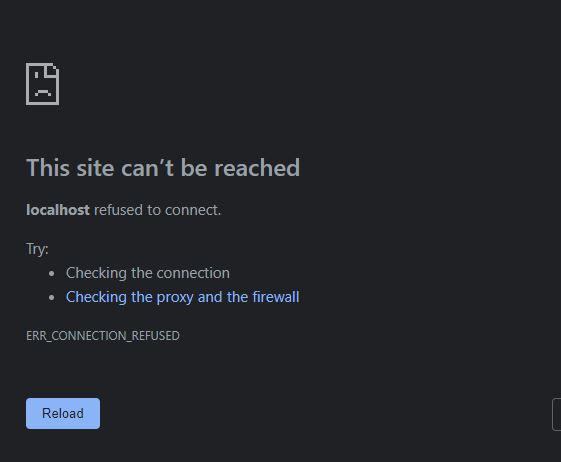 This site can’t be reached
localhost refused to connect.
Try:
• Checking the connection
• Checking the proxy and the firewall
ERR_CONNECTION_REFUSED
Reload